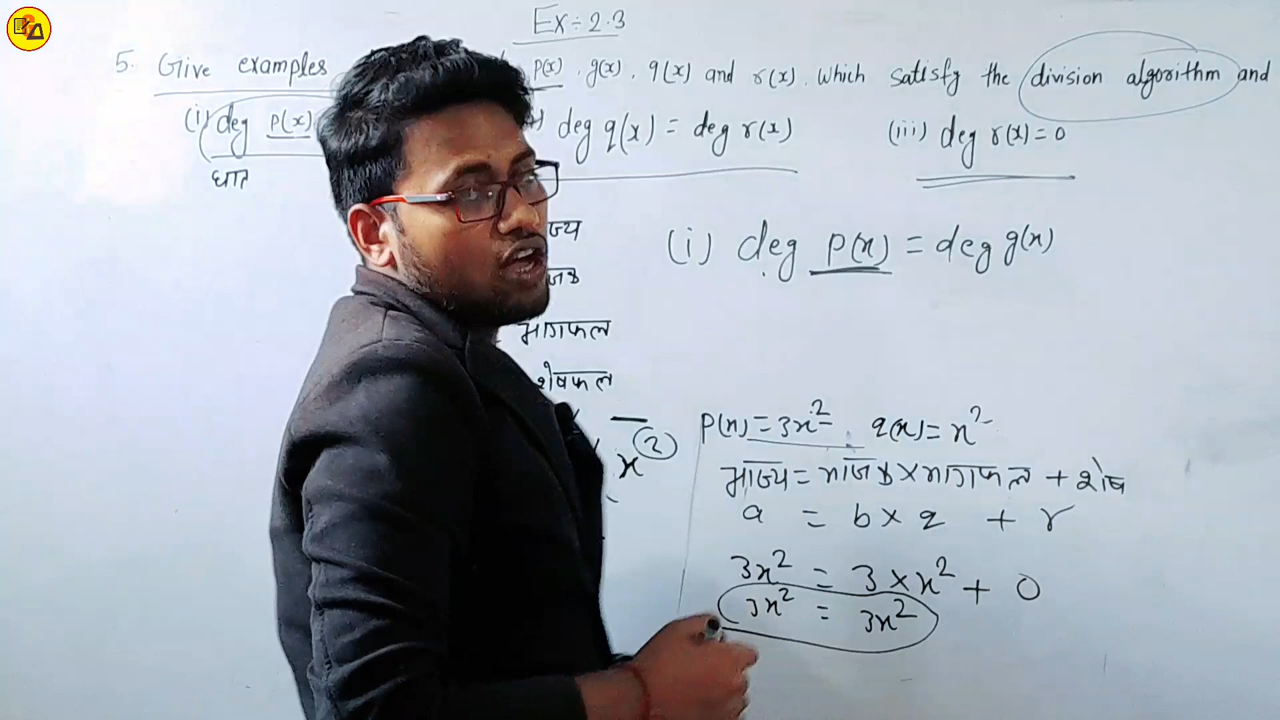 Ex÷2.3
5. Give examples p(x), g(x), q(x) and r(x), which satisfy the division algorithm and
(i) deg p(x) deg q(x) = deg r(x) (iii) deg r(x) = 0
घात
(i) deg p(x) = deg g(x)
भागफल
शेषफल
p(x) = 3x², q(x) = x²
x²
भाज्य = भाजक × भागफल + शेष
a = b × q + r
3x² = 3 × x² + 0
3x² = 3x²